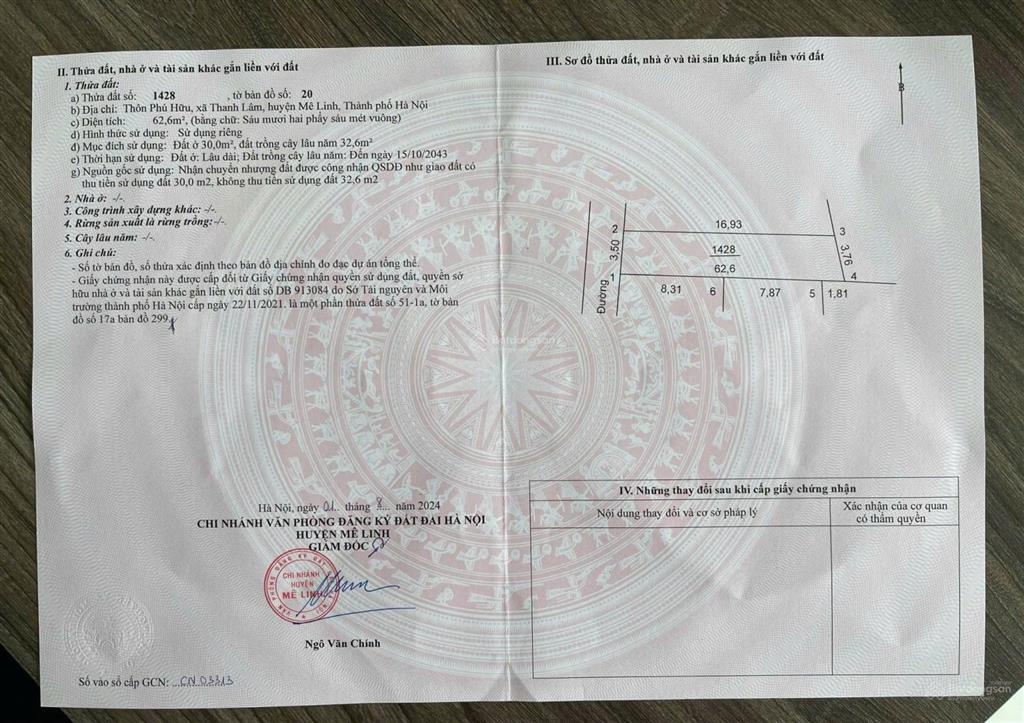 II. Thửa đất, nhà ở và tài sản khác gắn liền với đất
1. Thửa đất:
a) Thửa đất số: 1428 , tờ bản đồ số: 20
b) Địa chỉ: Thôn Phú Hữu, xã Thanh Lâm, huyện Mê Linh, Thành phố Hà Nội
c) Diện tích: 62,6m², (bằng chữ: Sáu mươi hai phẩy sáu mét vuông)
d) Hình thức sử dụng: Sử dụng riêng
đ) Mục đích sử dụng: Đất ở 30,0m², đất trồng cây lâu năm 32,6m²
e) Thời hạn sử dụng: Đất ở: Lâu dài; Đất trồng cây lâu năm: Đến ngày 15/10/2043
g) Nguồn gốc sử dụng: Nhận chuyển nhượng đất được công nhận QSDĐ như giao đất có
thu tiền sử dụng đất 30,0 m2, không thu tiền sử dụng đất 32,6 m2
2. Nhà ở: -/-
3. Công trình xây dựng khác: -/-
4. Rừng sản xuất là rừng trồng:-/-.
5. Cây lâu năm: -/-.
6. Ghi chú:
- Số tờ bản đồ, số thửa xác định theo bản đồ địa chính đo đạc dự án tổng thể.
- Giấy chứng nhận này được cấp đổi từ Giấy chứng nhận quyền sử dụng đất, quyền sở
hữu nhà ở và tài sản khác gắn liền với đất số DB 913084 do Sở Tài nguyên và Môi
trường thành phố Hà Nội cấp ngày 22/11/2021. là một phần thửa đất số 51-1a, tờ bản
đồ số 17a bản đồ 299.
Hà Nội, ngày 01.. tháng 8... năm 2024
CHI NHÁNH VĂN PHÒNG ĐĂNG KÝ ĐẤT ĐAI HÀ NỘI
HUYỆN MÊ LINH
GIÁM ĐỐC
CHI NHÁNH
HUYỆN
MÊ LINH
Ngô Văn Chính
Số vào sổ cấp GCN: ...CN 03313
III. Sơ đồ thửa đất, nhà ở và tài sản khác gắn liền với đất
B
16,93
2
3
3,50
1428
3,76
62,6
1
4
Đường
8,31
6
7,87
5
1,81
IV. Những thay đổi sau khi cấp giấy chứng nhận
Nội dung thay đổi và cơ sở pháp lý
Xác nhận của cơ quan
có thẩm quyền
Batdongsan